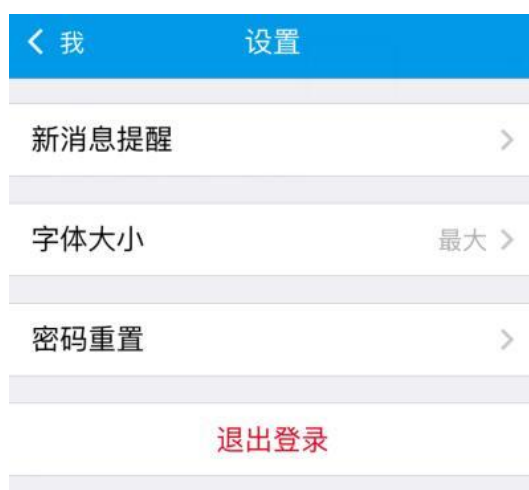 我 设置
新消息提醒
字体大小 最大
密码重置
退出登录